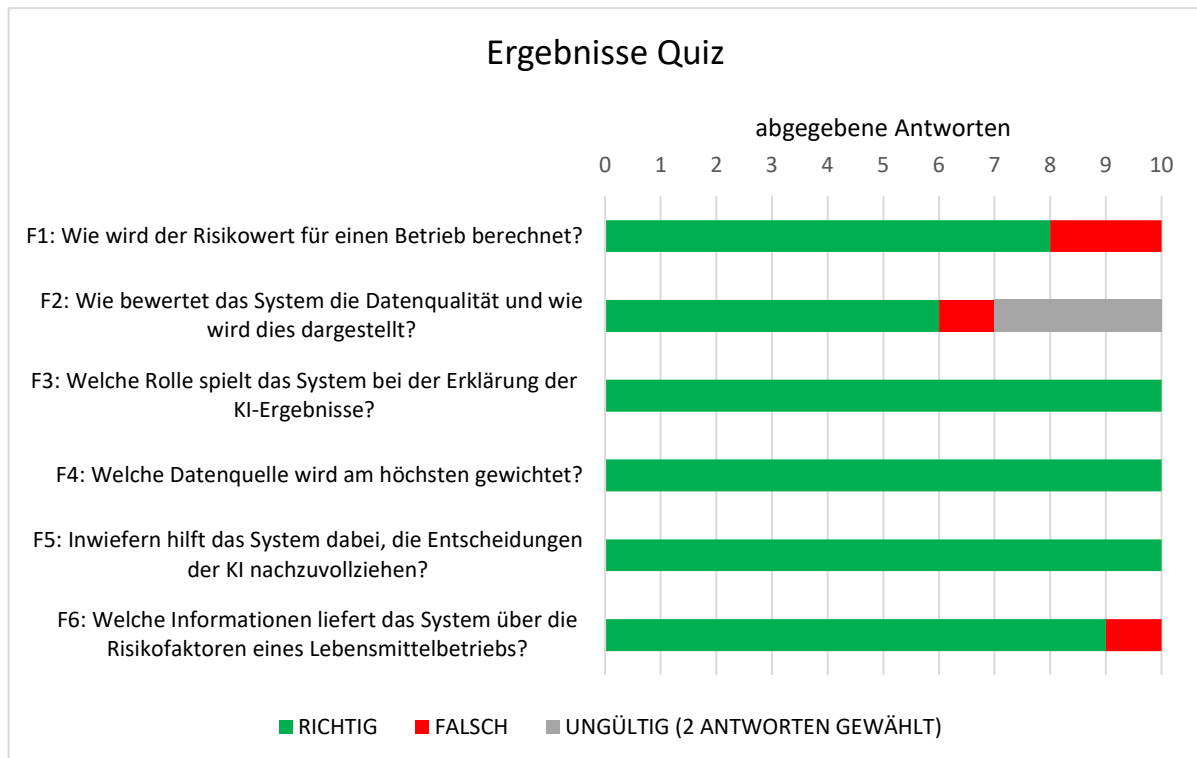 Ergebnisse Quiz
abgegebene Antworten
0 1 2 3 4 5 6 7 8 9 10
F1: Wie wird der Risikowert für einen Betrieb berechnet?
F2: Wie bewertet das System die Datenqualität und wie
wird dies dargestellt?
F3: Welche Rolle spielt das System bei der Erklärung der
KI-Ergebnisse?
F4: Welche Datenquelle wird am höchsten gewichtet?
F5: Inwiefern hilft das System dabei, die Entscheidungen
der KI nachzuvollziehen?
F6: Welche Informationen liefert das System über die
Risikofaktoren eines Lebensmittelbetriebs?
RICHTIG FALSCH UNGÜLTIG (2 ANTWORTEN GEWÄHLT)